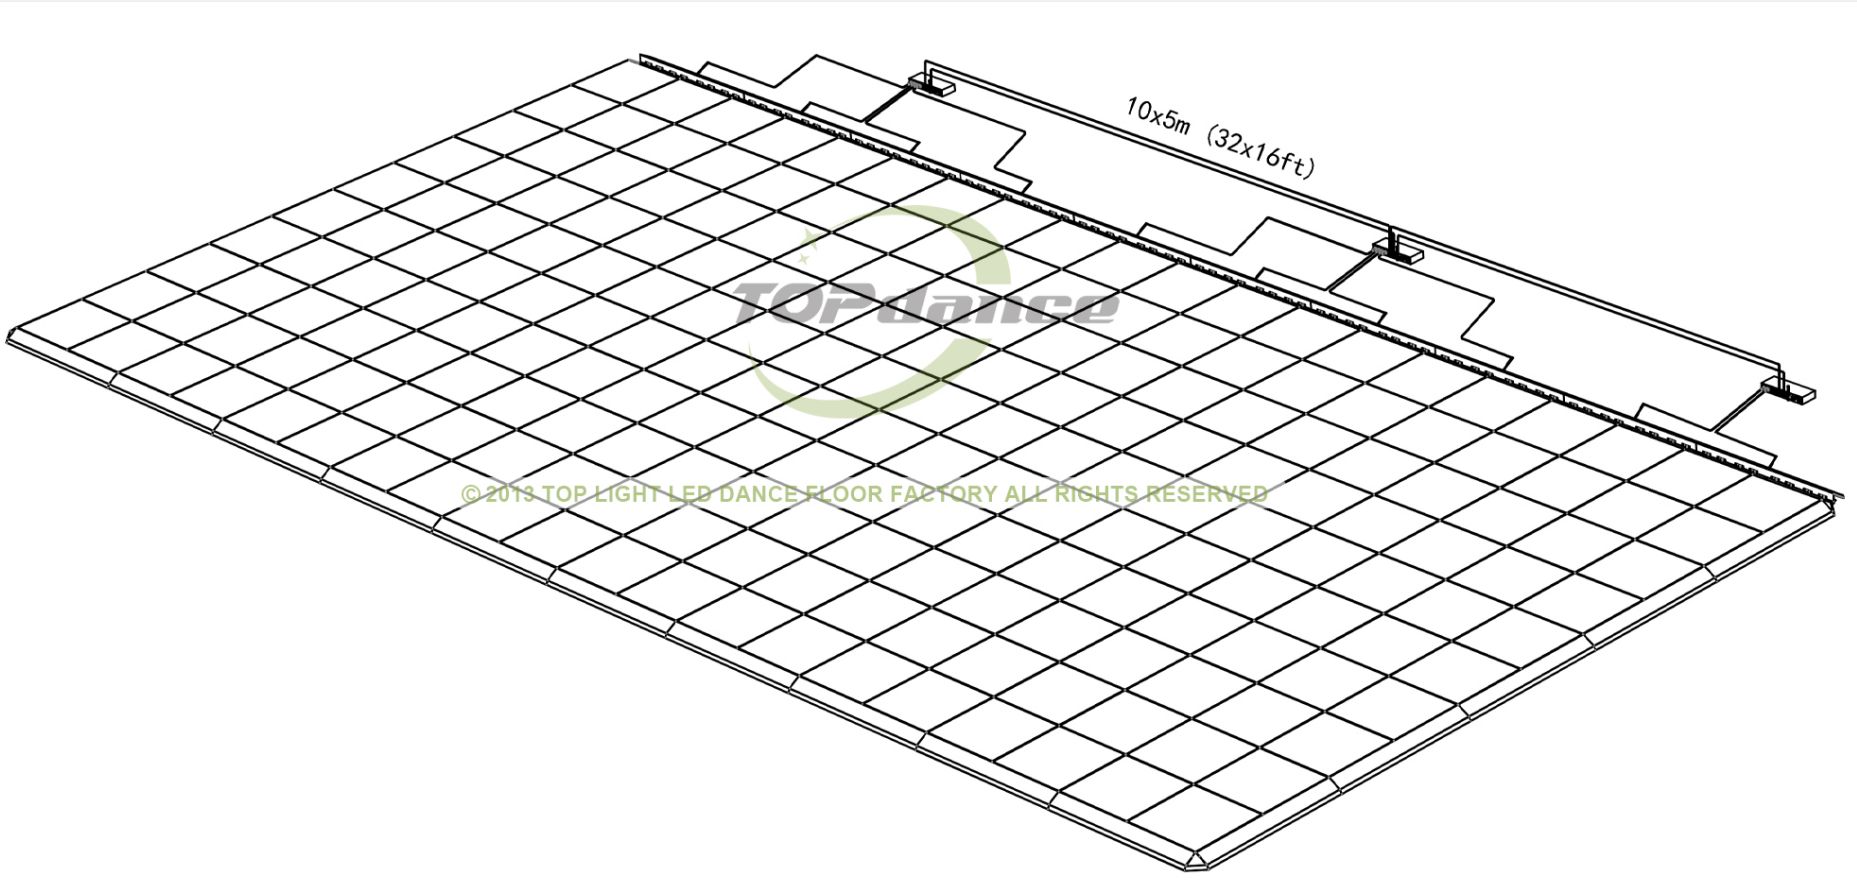 10x5m (32x16ft)
TOPdance
© 2013 TOP LIGHT LED DANCE FLOOR FACTORY ALL RIGHTS RESERVED